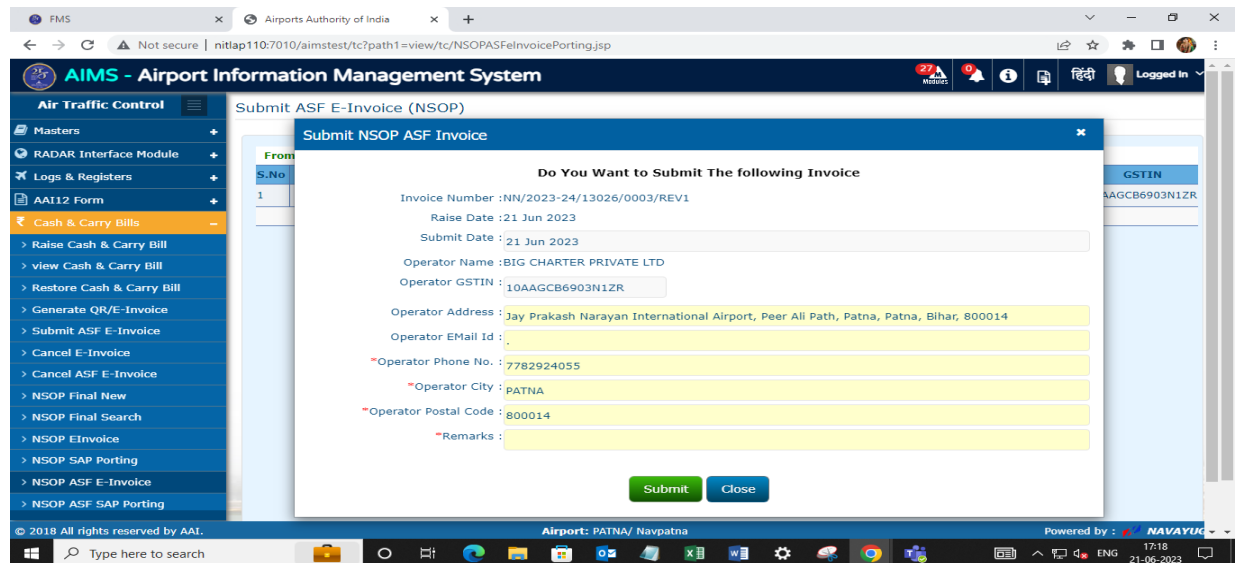 FMS
Airports Authority of India
Not secure | nitlap110:7010/aimstest/tc?path1=view/tc/NSOPASFeInvoicePorting.jsp
AIMS - Airport Information Management System
27
Modules
0
हिंदी
Logged In
Air Traffic Control
Submit ASF E-Invoice (NSOP)
Masters
RADAR Interface Module
Logs & Registers
AAI12 Form
Cash & Carry Bills
> Raise Cash & Carry Bill
> view Cash & Carry Bill
> Restore Cash & Carry Bill
> Generate QR/E-Invoice
> Submit ASF E-Invoice
> Cancel E-Invoice
> Cancel ASF E-Invoice
> NSOP Final New
> NSOP Final Search
> NSOP EInvoice
> NSOP SAP Porting
> NSOP ASF E-Invoice
> NSOP ASF SAP Porting
From
S.No
GSTIN
1
AAGCB6903N1ZR
Submit NSOP ASF Invoice
Do You Want to Submit The following Invoice
Invoice Number :NN/2023-24/13026/0003/REV1
Raise Date :21 Jun 2023
Submit Date : 21 Jun 2023
Operator Name :BIG CHARTER PRIVATE LTD
Operator GSTIN : 10AAGCB6903N1ZR
Operator Address : Jay Prakash Narayan International Airport, Peer Ali Path, Patna, Patna, Bihar, 800014
Operator EMail Id : .
*Operator Phone No. : 7782924055
*Operator City : PATNA
*Operator Postal Code : 800014
*Remarks :
Submit
Close
© 2018 All rights reserved by AAI.
Airport: PATNA/ Navpatna
Powered by : NAVAYUG
Type here to search
ENG
17:18
21-06-2023